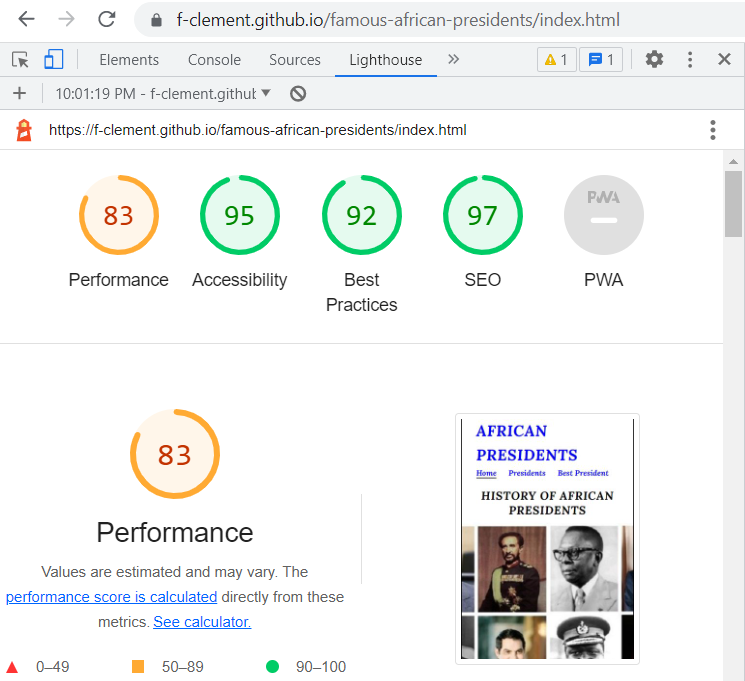 f-clement.github.io/famous-african-presidents/index.html
Elements Console Sources Lighthouse 1 1
10:01:19 PM - f-clement.github
https://f-clement.github.io/famous-african-presidents/index.html
83 95 92 97 PWA
Performance Accessibility Best Practices SEO PWA
83
Performance
Values are estimated and may vary. The
performance score is calculated directly from these
metrics. See calculator.
0–49 50–89 90–100
AFRICAN
PRESIDENTS
Home Presidents Best President
HISTORY OF AFRICAN
PRESIDENTS